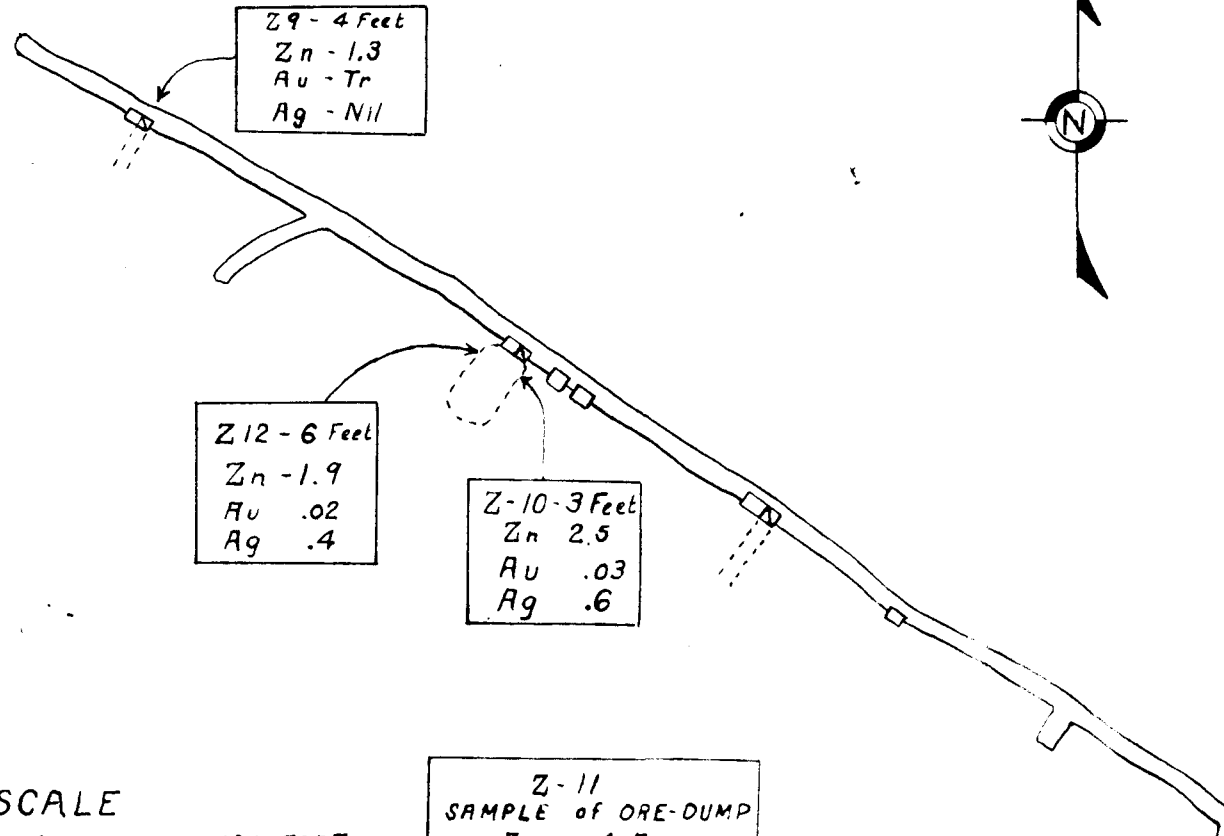 Z9 - 4 Feet
Zn - 1.3
Au - Tr
Ag - Nil
N
Z12 - 6 Feet
Zn - 1.9
Au .02
Ag .4
Z-10-3 Feet
Zn 2.5
Au .03
Ag .6
SCALE
Z-11
SAMPLE of ORE-DUMP